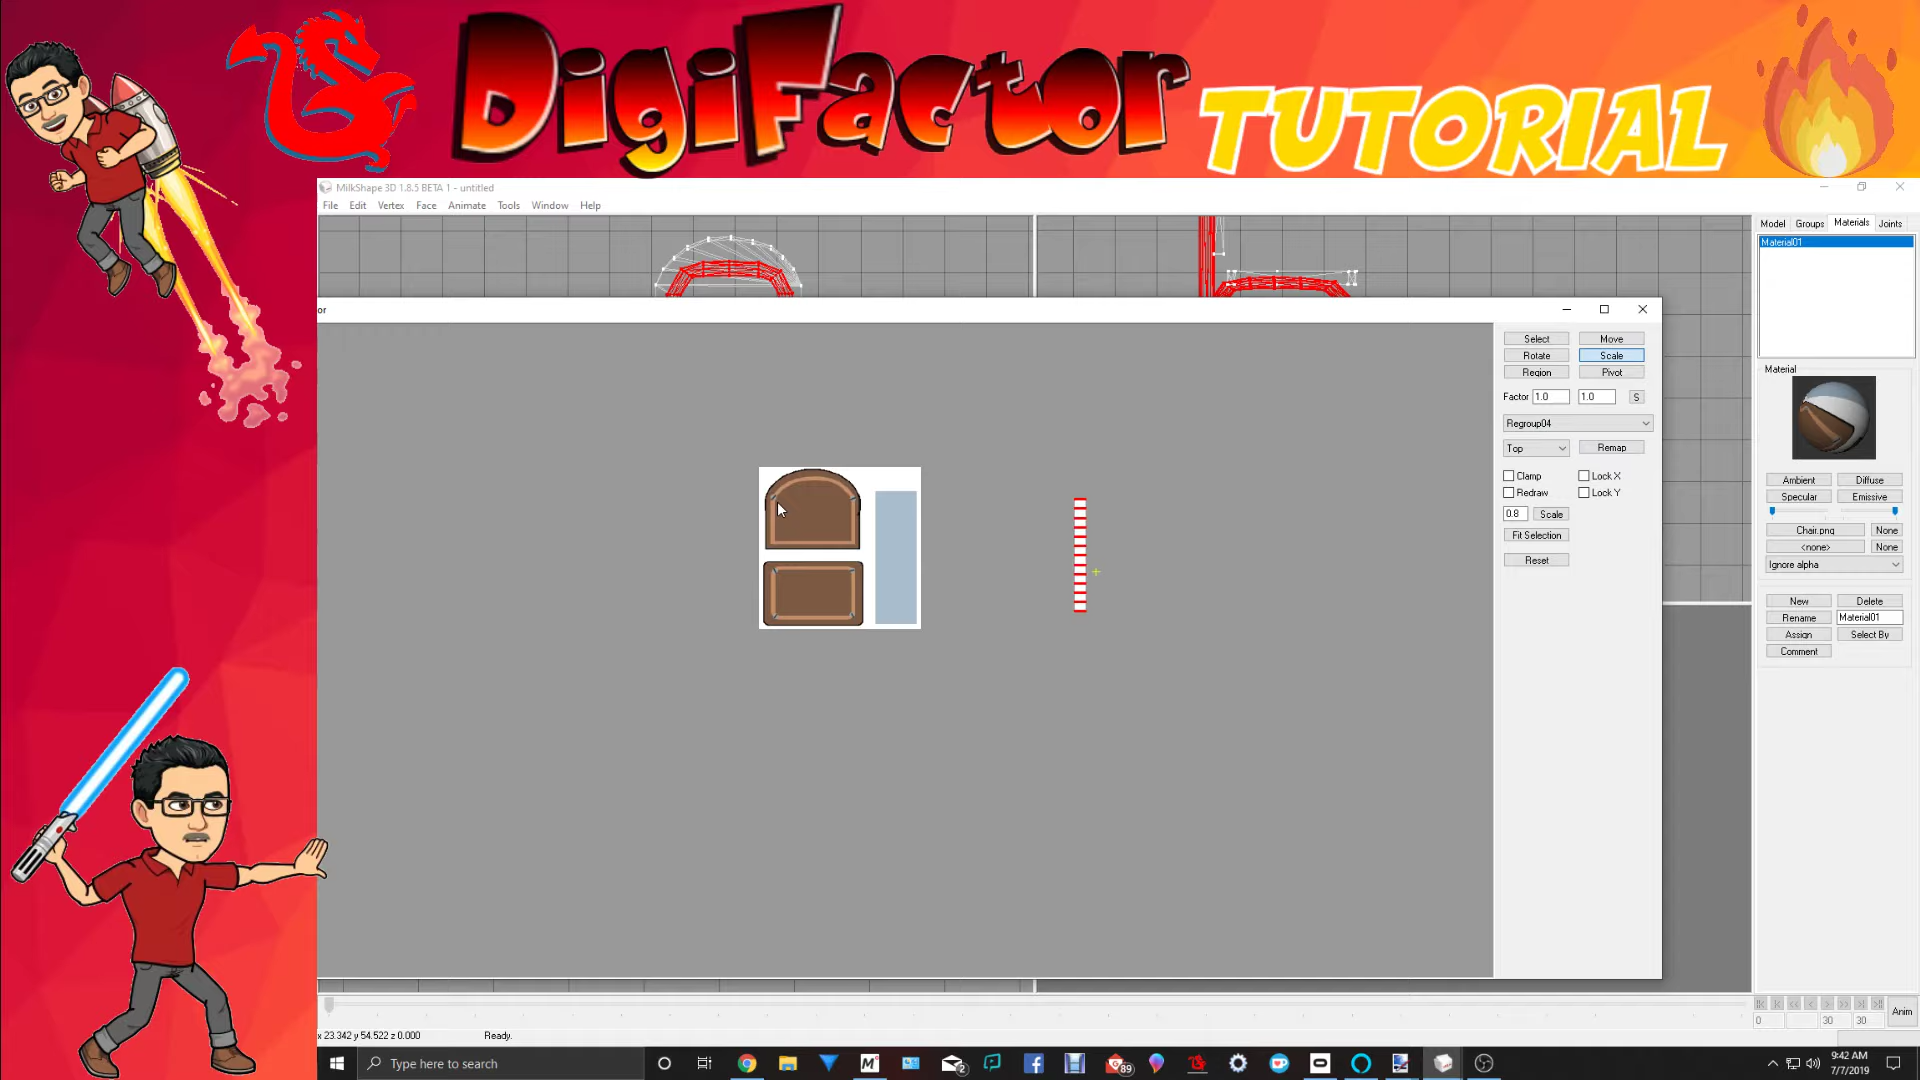 DigiFactor TUTORIAL
MilkShape 3D 1.8.5 BETA 1 - untitled
File Edit Vertex Face Animate Tools Window Help
Model Groups Materials Joints
Material01
or
Select Move
Rotate Scale
Region Pivot
Factor 1.0 1.0 S
Regroup04
Top Remap
Clamp Lock X
Redraw Lock Y
0.8 Scale
Fit Selection
Reset
Material
Ambient Diffuse
Specular Emissive
Chair.png None
<none> None
Ignore alpha
New Delete
Rename Material01
Assign Select By
Comment
Anim
0 30 30
x 23.342 y 54.522 z 0.000 Ready.
Type here to search
2
89
9:42 AM
7/7/2019